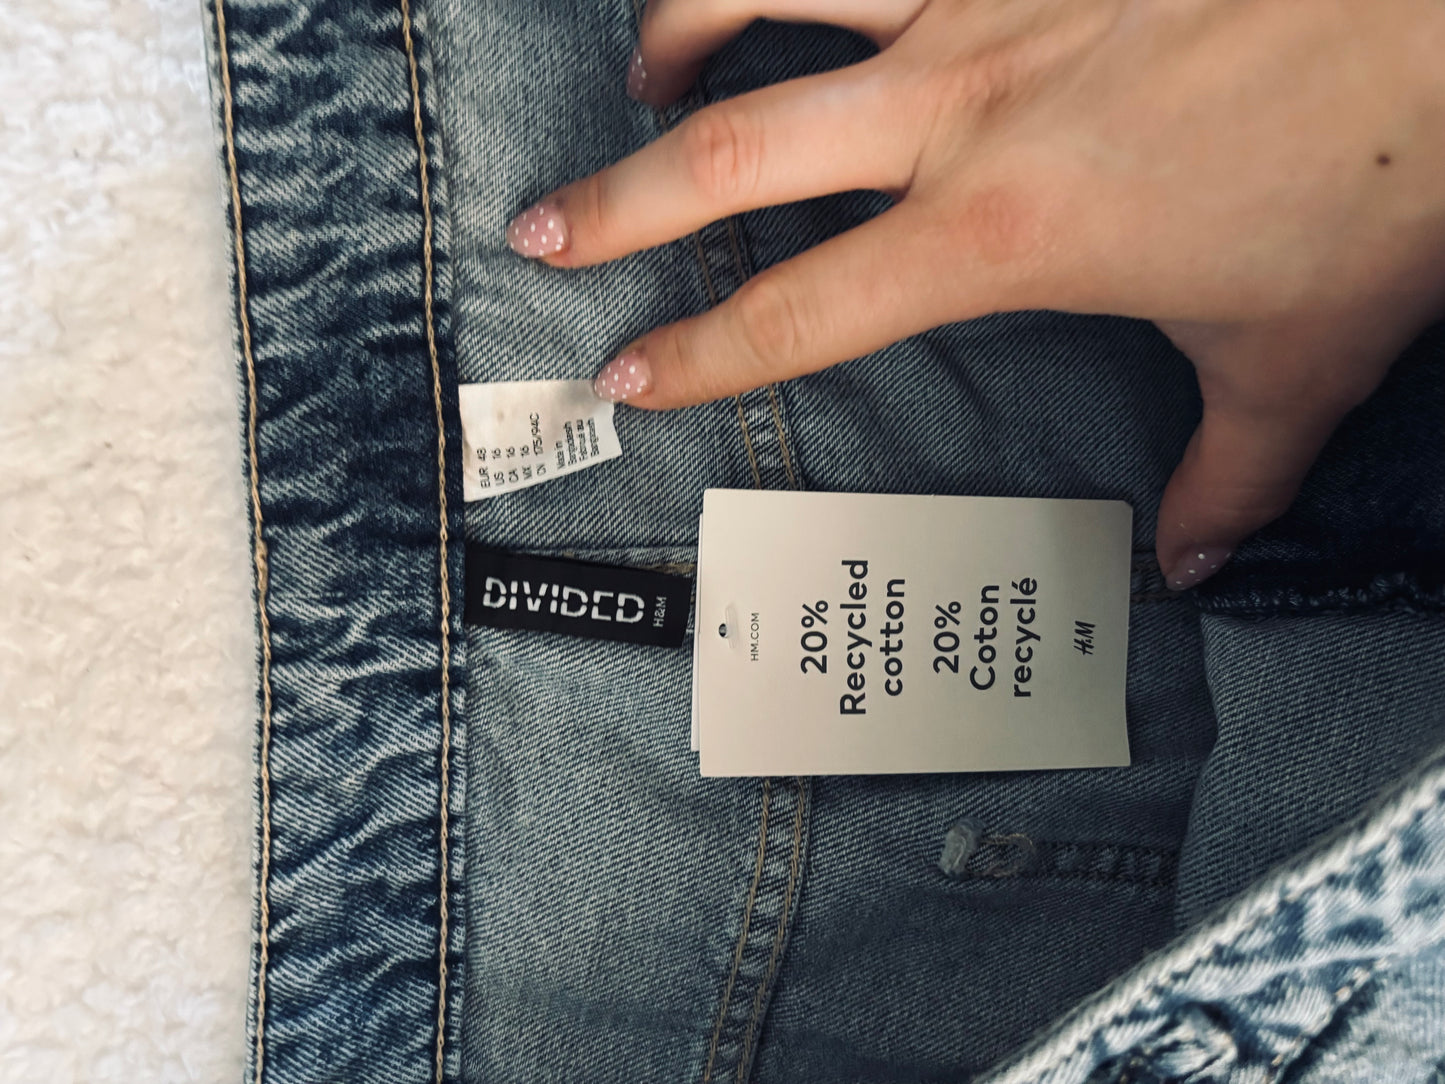 EUR 48
US 16
CA 16
MX 16
CN 175/94C
Made in
Bangladesh
Fabriqué au
Bangladesh
DIVIDED
H&M
HM.COM
20%
Recycled
cotton
20%
Coton
recyclé
H&M